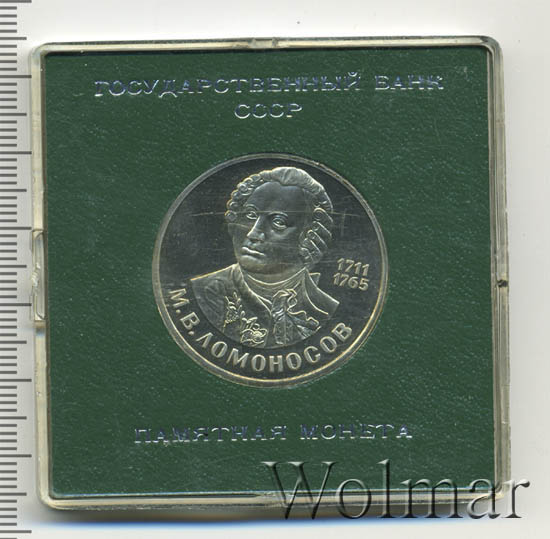 ГОСУДАРСТВЕННЫЙ БАНК
СССР
1711
1765
М.В.ЛОМОНОСОВ
ПАМЯТНАЯ МОНЕТА
Wolmar